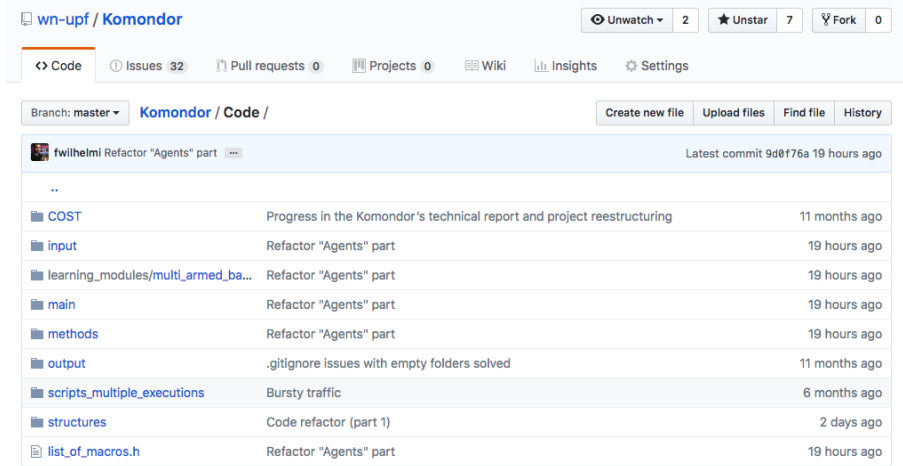 wn-upf / Komondor
Unwatch 2 Unstar 7 Fork 0
Code Issues 32 Pull requests 0 Projects 0 Wiki Insights Settings
Branch: master Komondor / Code / Create new file Upload files Find file History
fwilhelmi Refactor "Agents" part ... Latest commit 9d0f76a 19 hours ago
..
COST Progress in the Komondor's technical report and project reestructuring 11 months ago
input Refactor "Agents" part 19 hours ago
learning_modules/multi_armed_ba... Refactor "Agents" part 19 hours ago
main Refactor "Agents" part 19 hours ago
methods Refactor "Agents" part 19 hours ago
output .gitignore issues with empty folders solved 11 months ago
scripts_multiple_executions Bursty traffic 6 months ago
structures Code refactor (part 1) 2 days ago
list_of_macros.h Refactor "Agents" part 19 hours ago